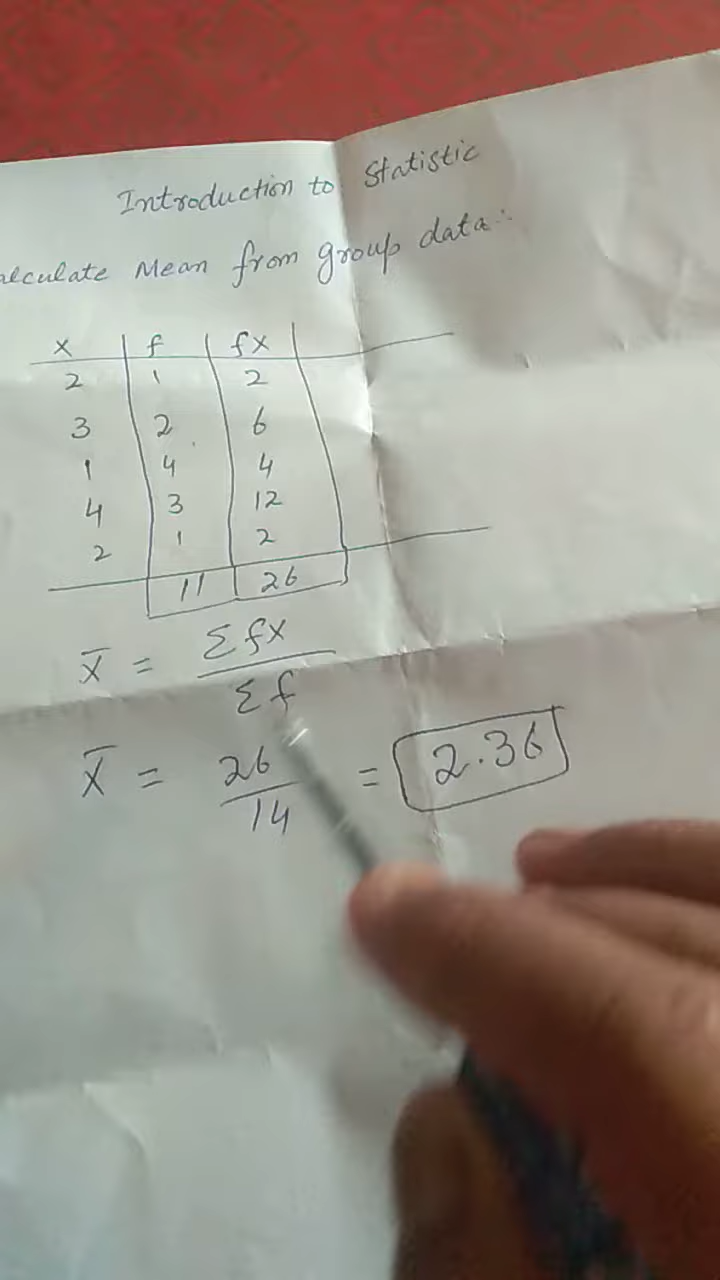 Introduction to Statistic
alculate Mean from group data:
x f fx
2 1 2
3 2 6
1 4 4
4 3 12
2 1 2
11 26
x̄ = Σfx / Σf
x̄ = 26 / 14 = 2.36